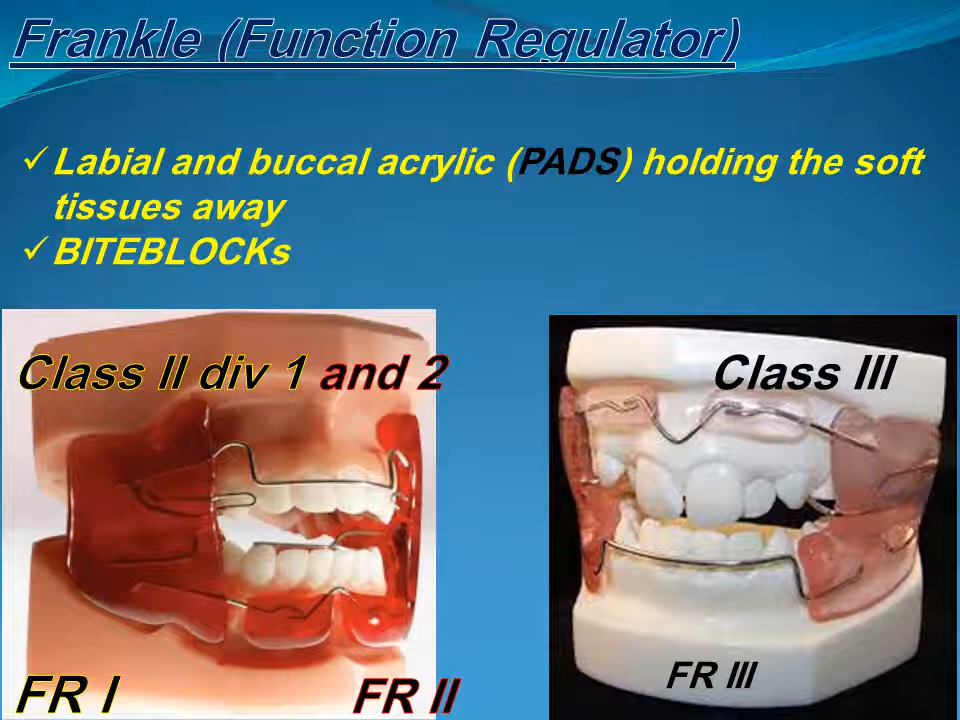 Frankle (Function Regulator)
✓ Labial and buccal acrylic (PADS) holding the soft
tissues away
✓ BITEBLOCKs
Class II div 1 and 2
Class III
FR I
FR II
FR III